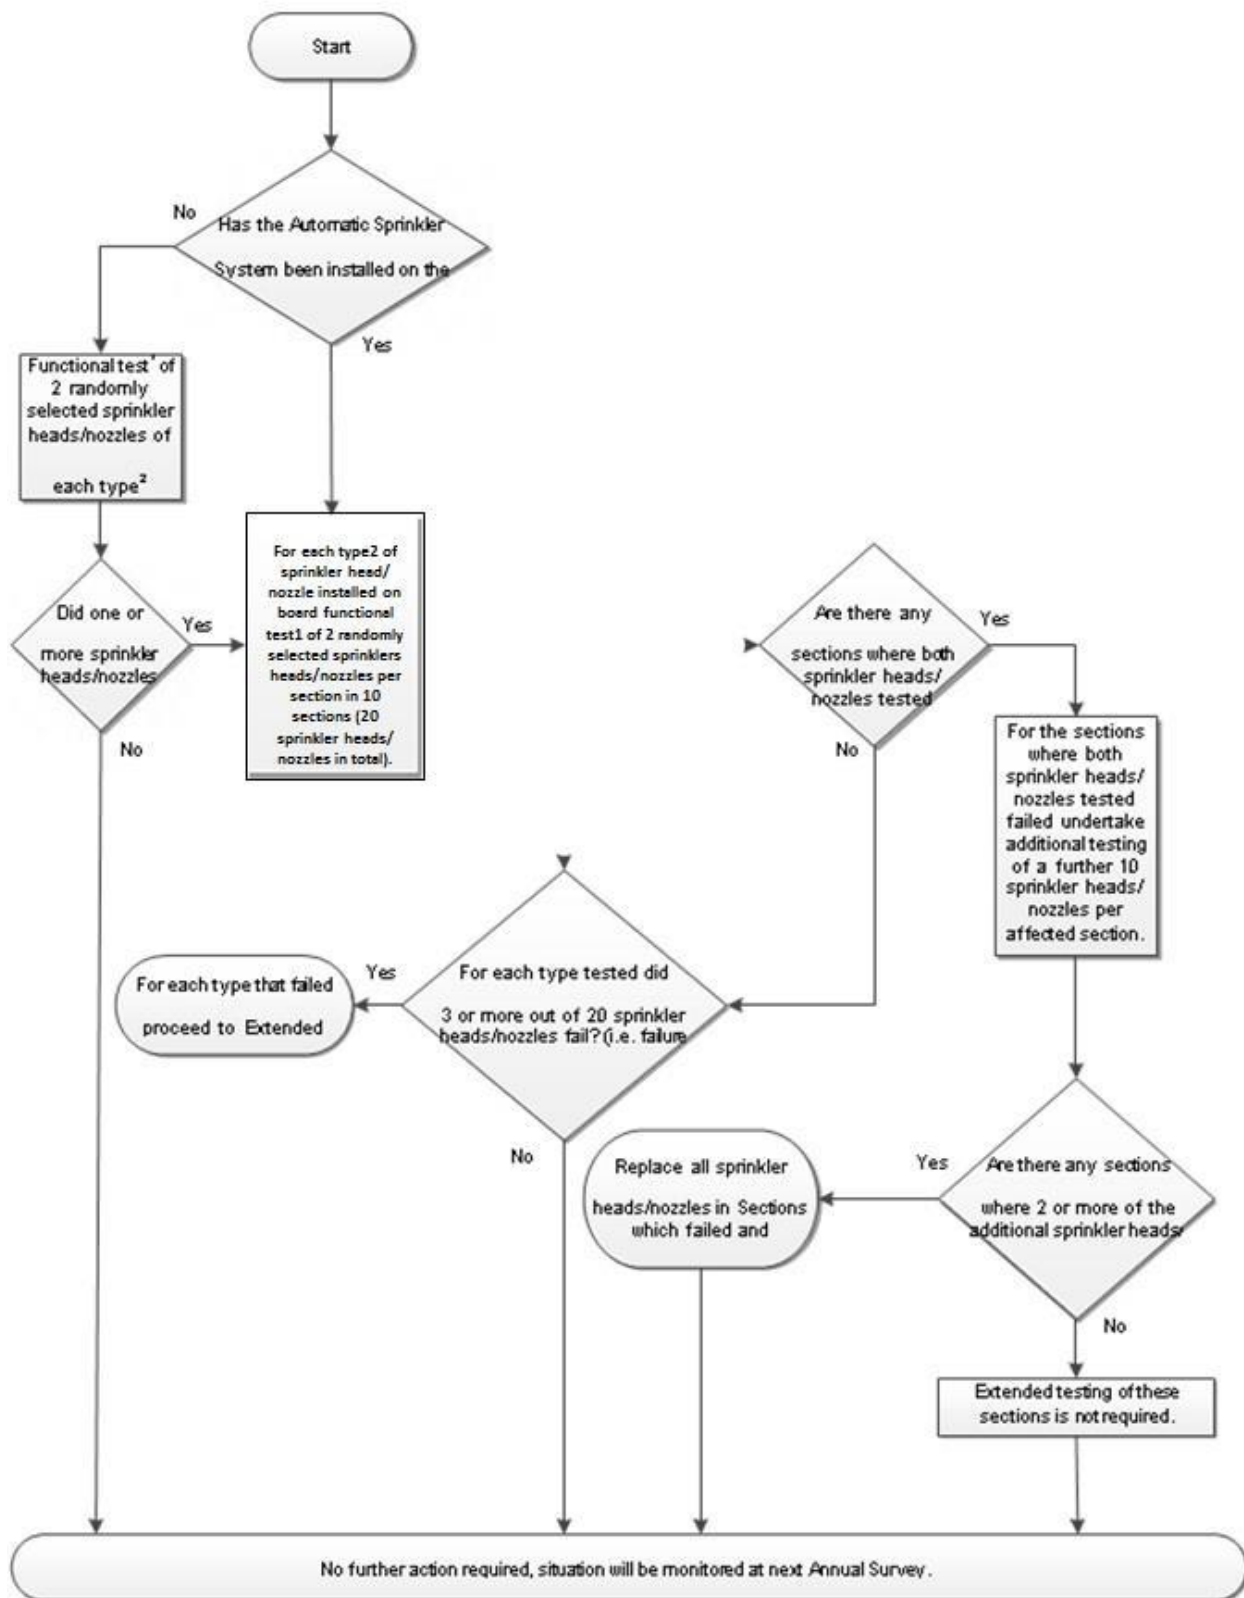 Start
No
Has the Automatic Sprinkler
System been installed on the
Yes
Functional test¹ of
2 randomly
selected sprinkler
heads/nozzles of
each type²
Did one or
more sprinkler
heads/nozzles
Yes
No
For each type2 of
sprinkler head/
nozzle installed on
board functional
test1 of 2 randomly
selected sprinklers
heads/nozzles per
section in 10
sections (20
sprinkler heads/
nozzles in total).
Are there any
sections where both
sprinkler heads/
nozzles tested
Yes
No
For the sections
where both
sprinkler heads/
nozzles tested
failed undertake
additional testing
of a further 10
sprinkler heads/
nozzles per
affected section.
For each type tested did
3 or more out of 20 sprinkler
heads/nozzles fail? (i.e. failure
Yes
No
For each type that failed
proceed to Extended
Are there any sections
where 2 or more of the
additional sprinkler heads/
Yes
No
Replace all sprinkler
heads/nozzles in Sections
which failed and
Extended testing of these
sections is not required.
No further action required, situation will be monitored at next Annual Survey.